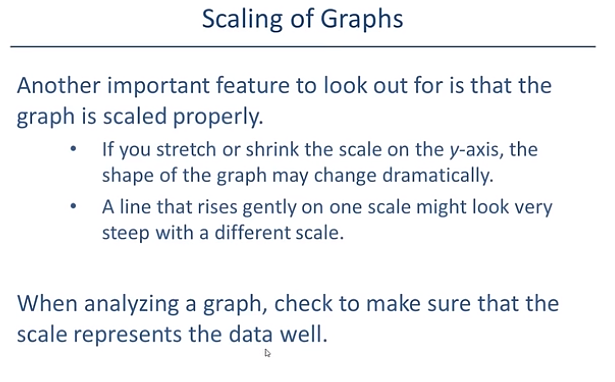 Scaling of Graphs
Another important feature to look out for is that the
graph is scaled properly.
• If you stretch or shrink the scale on the y-axis, the
shape of the graph may change dramatically.
• A line that rises gently on one scale might look very
steep with a different scale.
When analyzing a graph, check to make sure that the
scale represents the data well.